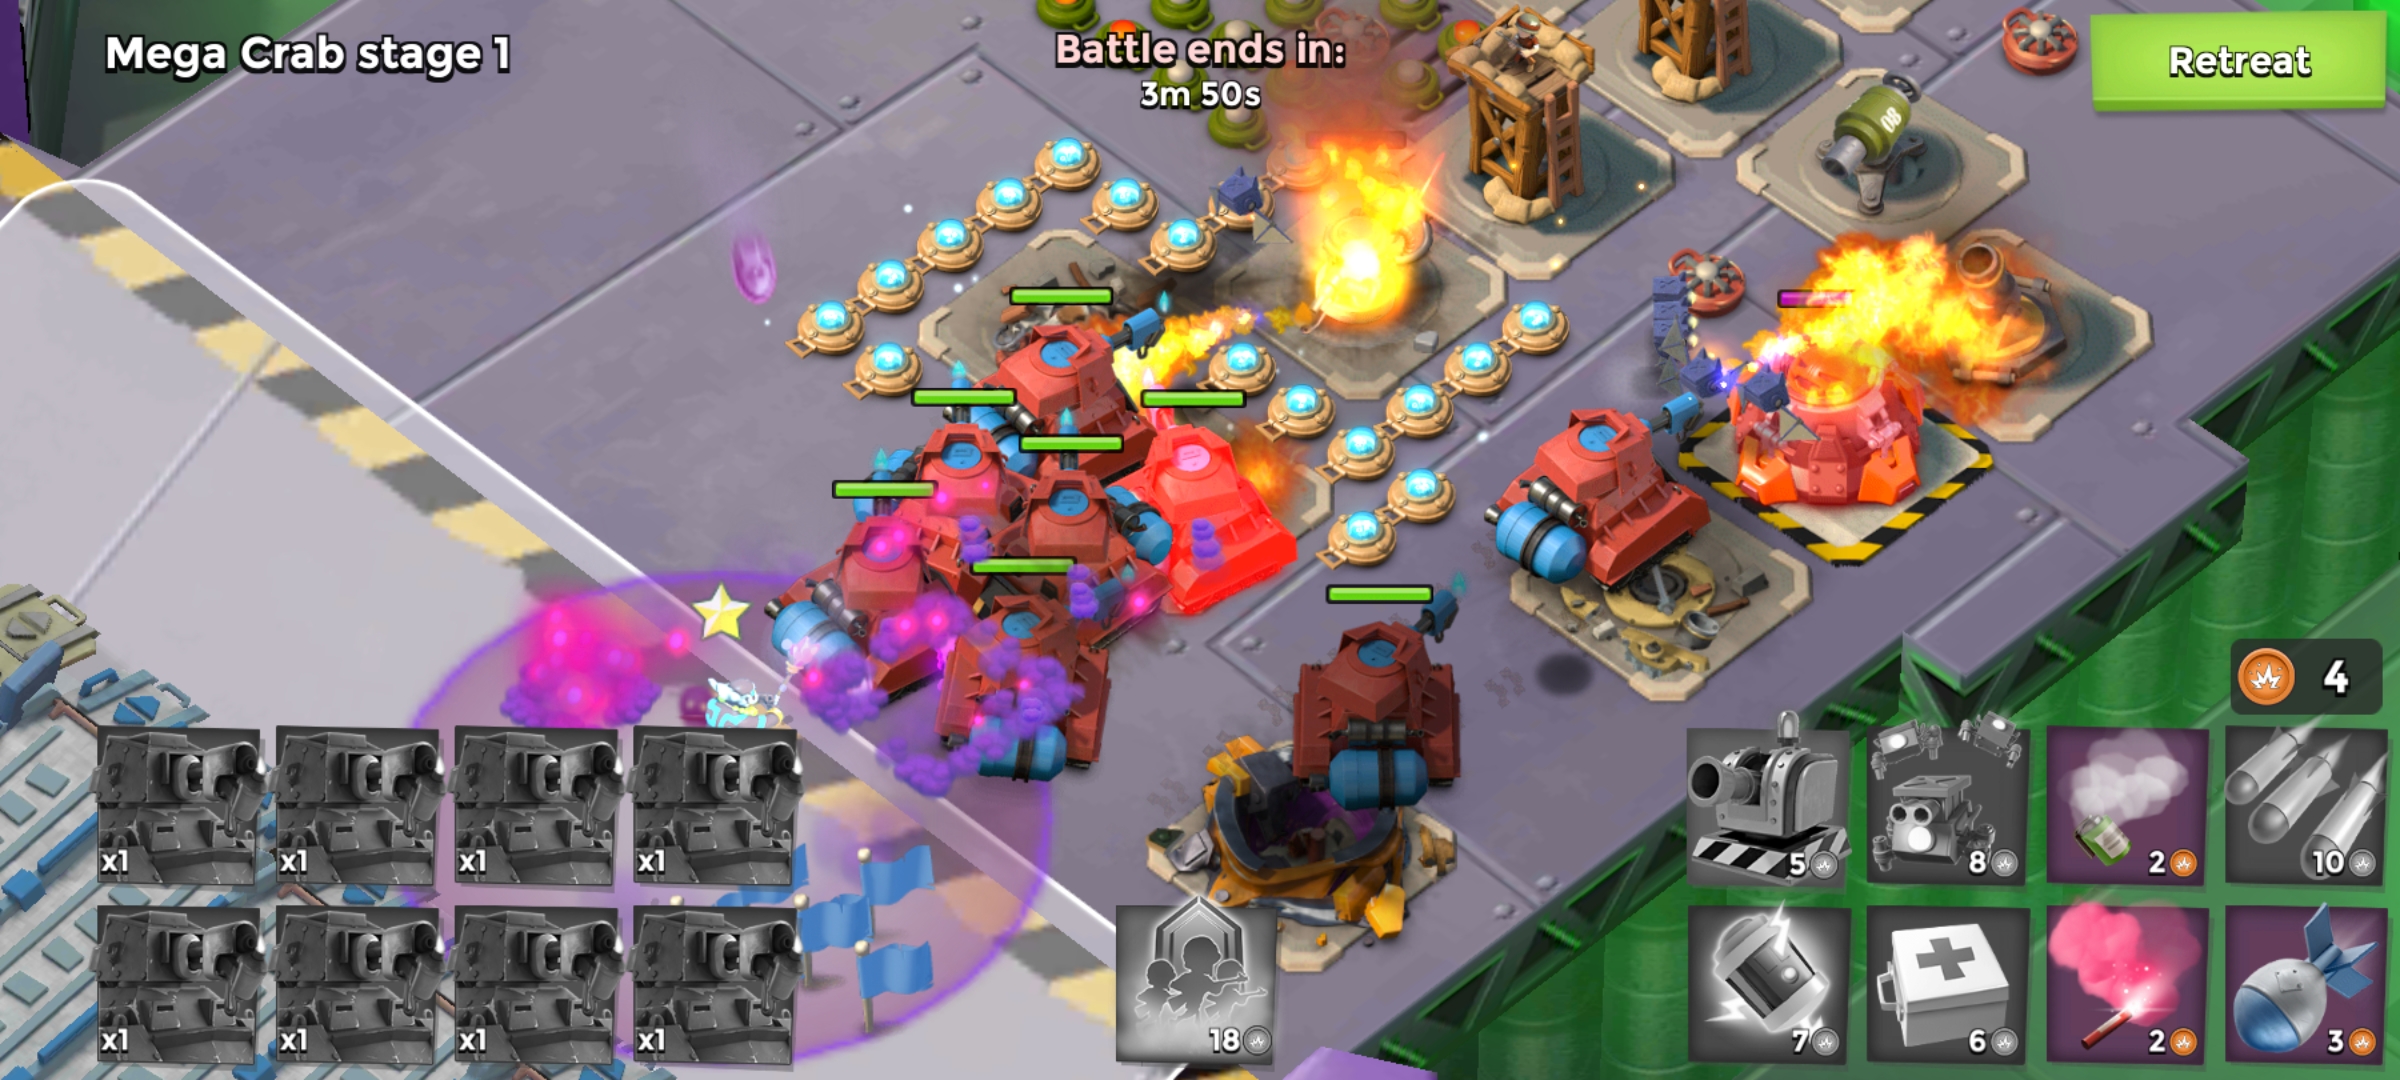 Mega Crab stage 1
Battle ends in:
3m 50s
Retreat
08
4
x1
x1
x1
x1
5
8
2
10
x1
x1
x1
x1
18
7
6
2
3